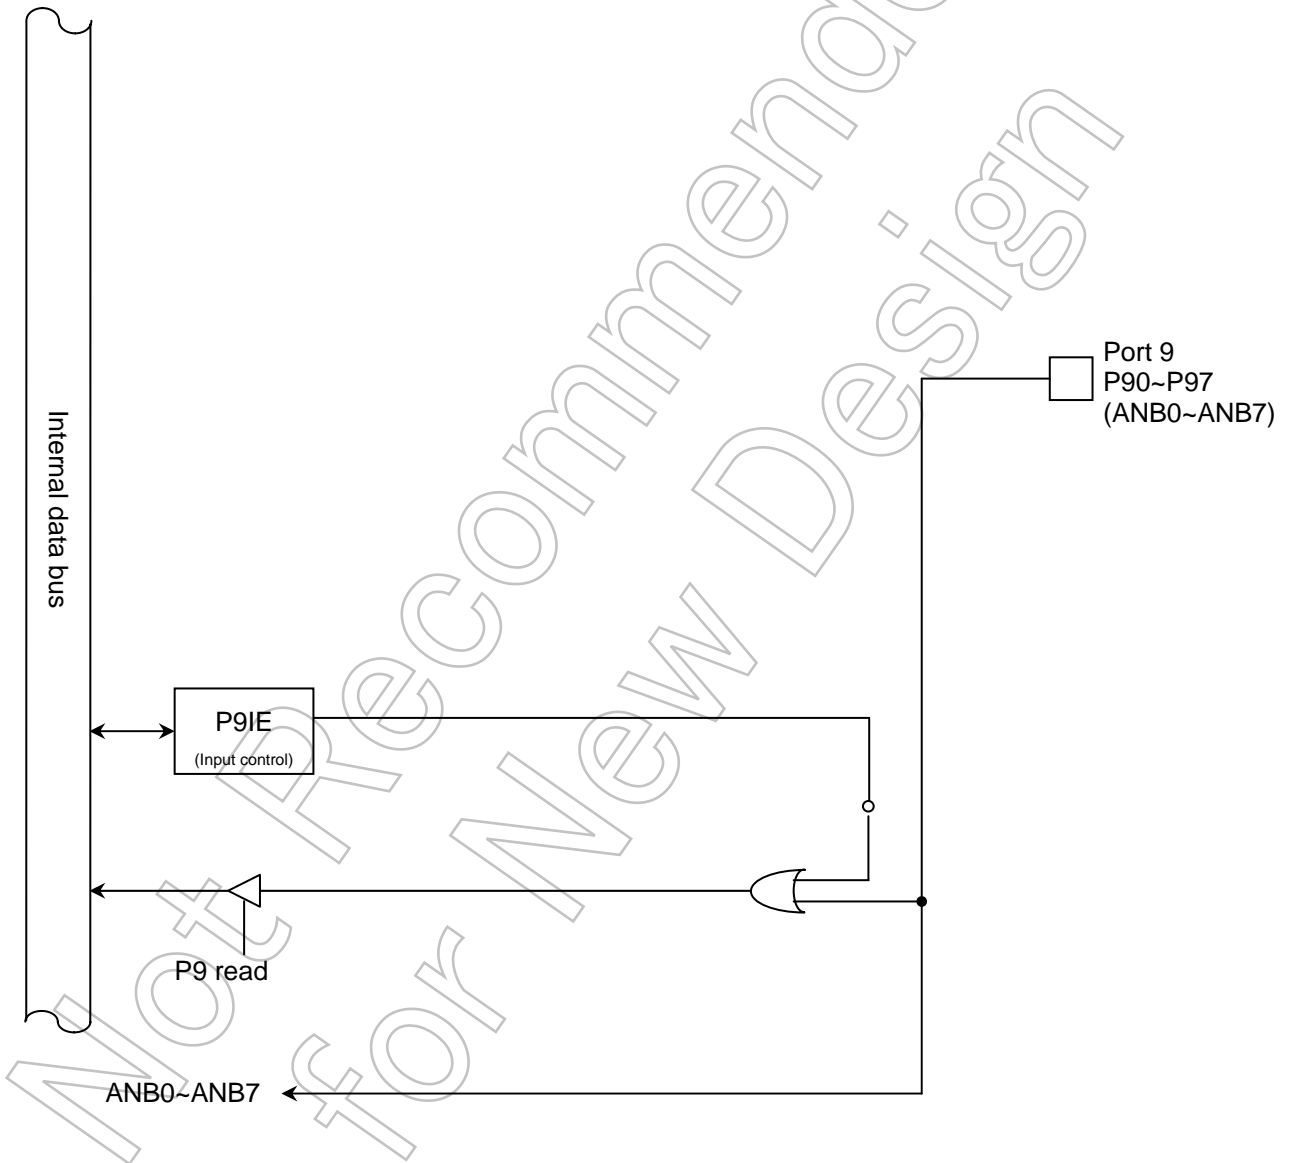 Not Recommended
for New Design
Port 9
P90~P97
(ANB0~ANB7)
Internal data bus
P9IE
(Input control)
P9 read
ANB0~ANB7